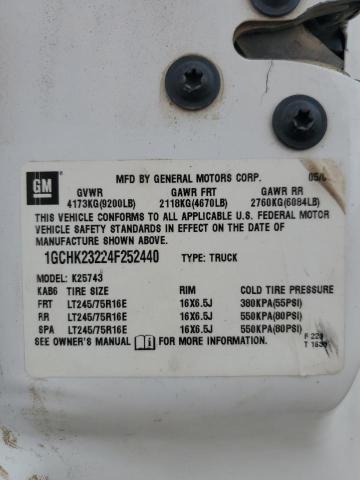 GM
MFD BY GENERAL MOTORS CORP. 05/0
GVWR GAWR FRT GAWR RR
4173KG(9200LB) 2118KG(4670LB) 2760KG(6084LB)
THIS VEHICLE CONFORMS TO ALL APPLICABLE U.S. FEDERAL MOTOR
VEHICLE SAFETY STANDARDS IN EFFECT ON THE DATE OF
MANUFACTURE SHOWN ABOVE.
1GCHK23224F252440 TYPE: TRUCK
MODEL: K25743
KAB6 TIRE SIZE RIM COLD TIRE PRESSURE
FRT LT245/75R16E 16X6.5J 380KPA(55PSI)
RR LT245/75R16E 16X6.5J 550KPA(80PSI)
SPA LT245/75R16E 16X6.5J 550KPA(80PSI)
SEE OWNER'S MANUAL FOR MORE INFORMATION